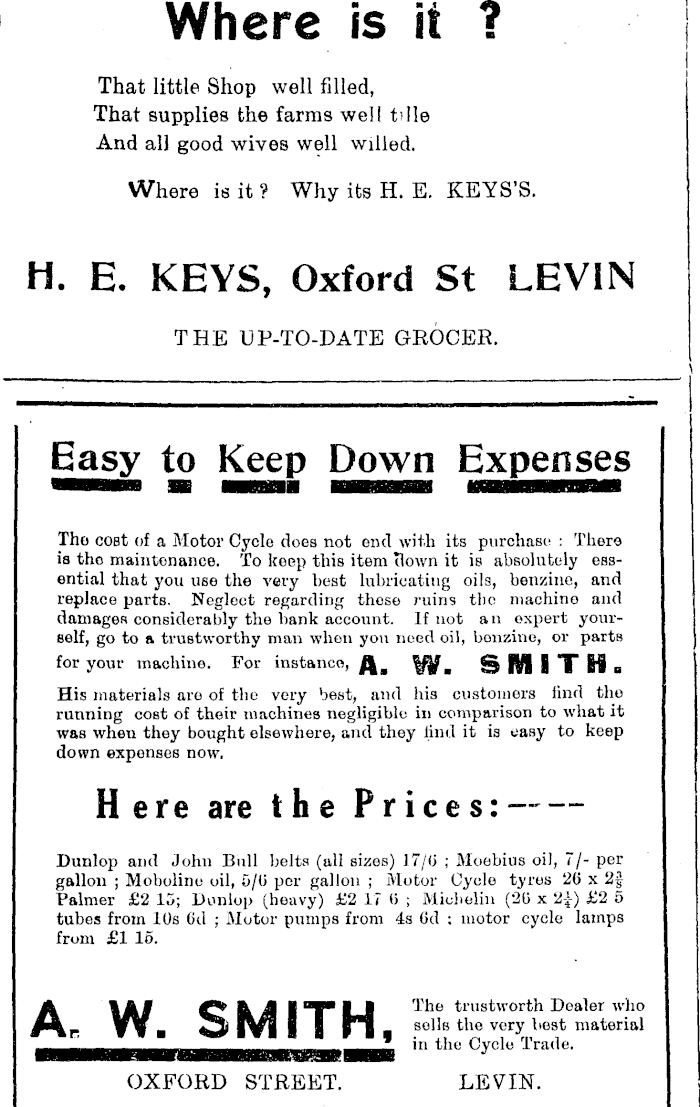 Where is it ?
That little Shop well filled,
That supplies the farms well tille
And all good wives well willed.
Where is it ? Why its H. E. KEYS'S.
H. E. KEYS, Oxford St LEVIN
THE UP-TO-DATE GROCER.
Easy to Keep Down Expenses
The cost of a Motor Cycle does not end with its purchase : There
is the maintenance. To keep this item down it is absolutely ess-
ential that you use the very best lubricating oils, benzine, and
replace parts. Neglect regarding these ruins the machine and
damages considerably the bank account. If not an expert your-
self, go to a trustworthy man when you need oil, benzine, or parts
for your machine. For instance, A. W. SMITH.
His materials are of the very best, and his customers find the
running cost of their machines negligible in comparison to what it
was when they bought elsewhere, and they find it is easy to keep
down expenses now.
Here are the Prices:----
Dunlop and John Bull belts (all sizes) 17/6 ; Moebius oil, 7/- per
gallon ; Moboline oil, 5/6 per gallon ; Motor Cycle tyres 26 x 2⅜
Palmer £2 15; Dunlop (heavy) £2 17 6 ; Michelin (26 x 2¼) £2 5
tubes from 10s 6d ; Motor pumps from 4s 6d ; motor cycle lamps
from £1 15.
A. W. SMITH,
The trustworth Dealer who
sells the very best material
in the Cycle Trade.
OXFORD STREET. LEVIN.